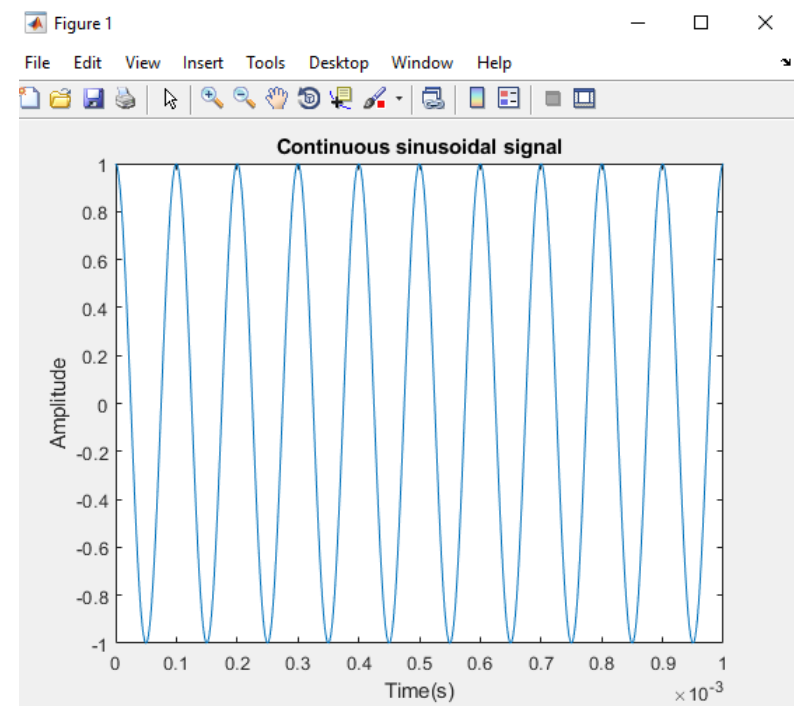 Figure 1
File Edit View Insert Tools Desktop Window Help
Continuous sinusoidal signal
1
0.8
0.6
0.4
0.2
0
-0.2
-0.4
-0.6
-0.8
-1
Amplitude
0 0.1 0.2 0.3 0.4 0.5 0.6 0.7 0.8 0.9 1
Time(s)
×10⁻³